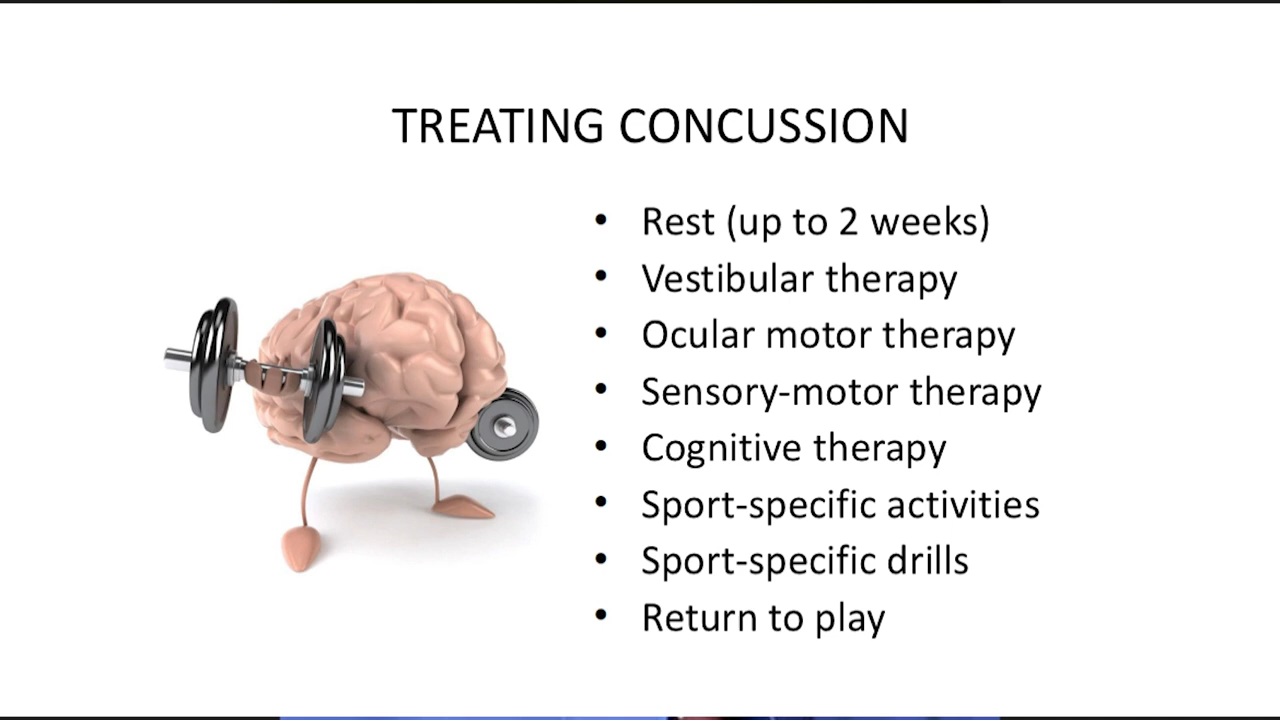 TREATING CONCUSSION
• Rest (up to 2 weeks)
• Vestibular therapy
• Ocular motor therapy
• Sensory-motor therapy
• Cognitive therapy
• Sport-specific activities
• Sport-specific drills
• Return to play